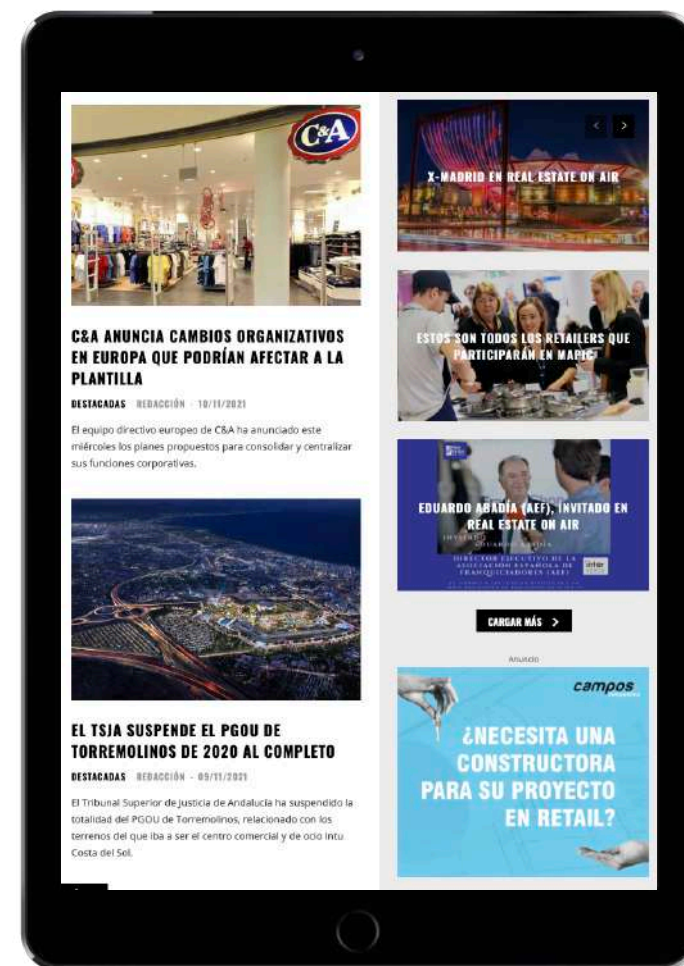 C&A
C&A ANUNCIA CAMBIOS ORGANIZATIVOS
EN EUROPA QUE PODRÍAN AFECTAR A LA
PLANTILLA
DESTACADAS REDACCIÓN - 10/11/2021
El equipo directivo europeo de C&A ha anunciado este
miércoles los planes propuestos para consolidar y centralizar
sus funciones corporativas.
EL TSJA SUSPENDE EL PGOU DE
TORREMOLINOS DE 2020 AL COMPLETO
DESTACADAS REDACCIÓN - 09/11/2021
El Tribunal Superior de Justicia de Andalucía ha suspendido la
totalidad del PGOU de Torremolinos, relacionado con los
terrenos del que iba a ser el centro comercial y de ocio Intu
Costa del Sol.
X-MADRID EN REAL ESTATE ON AIR
ESTOS SON TODOS LOS RETAILERS QUE
PARTICIPARÁN EN MAPIC
EDUARDO ABADÍA (AEF), INVITADO EN
REAL ESTATE ON AIR
DIRECTOR EJECUTIVO DE LA
ASOCIACIÓN ESPAÑOLA DE
FRANQUICIADORES (AEF)
inter
CARGAR MÁS >
Anuncio
campos
¿NECESITA UNA
CONSTRUCTORA
PARA SU PROYECTO
EN RETAIL?